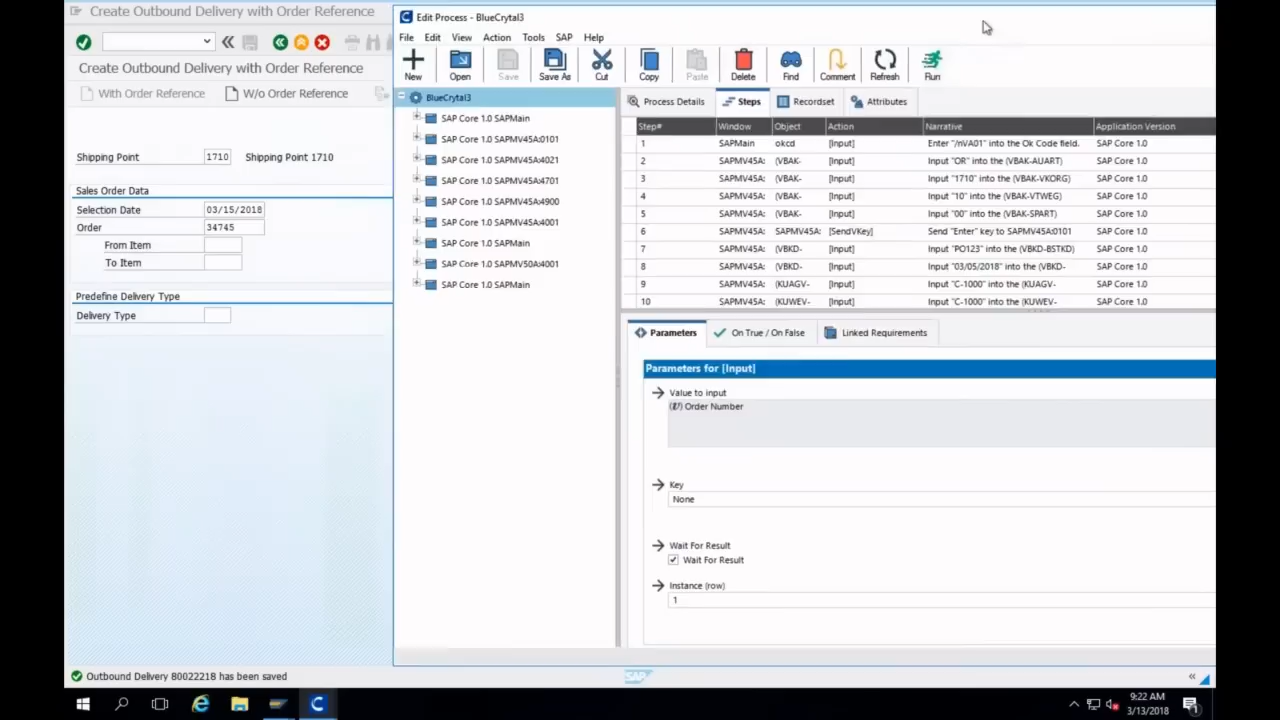 Create Outbound Delivery with Order Reference
Create Outbound Delivery with Order Reference
With Order Reference W/o Order Reference
Shipping Point 1710 Shipping Point 1710
Sales Order Data
Selection Date 03/15/2018
Order 34745
From Item
To Item
Predefine Delivery Type
Delivery Type
Outbound Delivery 80022218 has been saved
SAP
Edit Process - BlueCrytal3
File Edit View Action Tools SAP Help
New Open Save Save As Cut Copy Paste Delete Find Comment Refresh Run
BlueCrytal3
SAP Core 1.0 SAPMain
SAP Core 1.0 SAPMV45A:0101
SAP Core 1.0 SAPMV45A:4021
SAP Core 1.0 SAPMV45A:4701
SAP Core 1.0 SAPMV45A:4900
SAP Core 1.0 SAPMV45A:4001
SAP Core 1.0 SAPMain
SAP Core 1.0 SAPMV50A:4001
SAP Core 1.0 SAPMain
Process Details Steps Recordset Attributes
Step# Window Object Action Narrative Application Version
1 SAPMain okcd [Input] Enter "/nVA01" into the Ok Code field. SAP Core 1.0
2 SAPMV45A: (VBAK- [Input] Input "OR" into the (VBAK-AUART) SAP Core 1.0
3 SAPMV45A: (VBAK- [Input] Input "1710" into the (VBAK-VKORG) SAP Core 1.0
4 SAPMV45A: (VBAK- [Input] Input "10" into the (VBAK-VTWEG) SAP Core 1.0
5 SAPMV45A: (VBAK- [Input] Input "00" into the (VBAK-SPART) SAP Core 1.0
6 SAPMV45A: SAPMV45A: [SendVKey] Send "Enter" key to SAPMV45A:0101 SAP Core 1.0
7 SAPMV45A: (VBKD- [Input] Input "PO123" into the (VBKD-BSTKD) SAP Core 1.0
8 SAPMV45A: (VBKD- [Input] Input "03/05/2018" into the (VBKD- SAP Core 1.0
9 SAPMV45A: (KUAGV- [Input] Input "C-1000" into the (KUAGV- SAP Core 1.0
10 SAPMV45A: (KUWEV- [Input] Input "C-1000" into the (KUWEV- SAP Core 1.0
Parameters On True / On False Linked Requirements
Parameters for [Input]
Value to input
Order Number
Key
None
Wait For Result
Wait For Result
Instance (row)
1
9:22 AM
3/13/2018